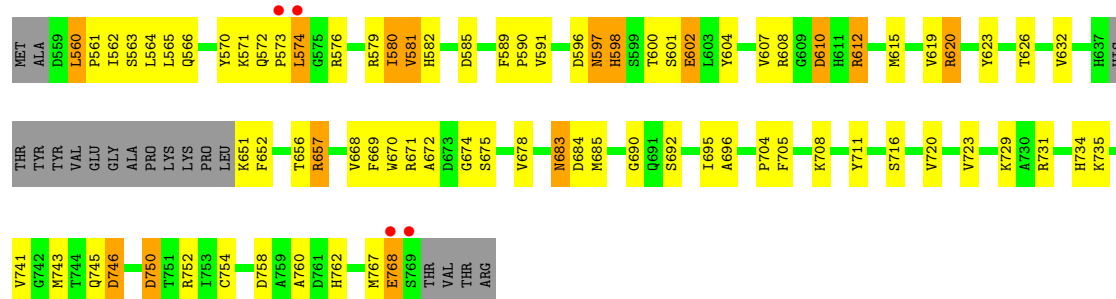 MET ALA D559 L560 P561 I562 S563 L564 L565 Q566 Y570 K571 Q572 P573 L574 G575 R576 R579 I580 V581 H582 D585 F589 P590 V591 D596 N597 H598 S599 T600 S601 E602 L603 Y604 V607 R608 G609 D610 H611 R612 M615 V619 R620 Y623 T626 V632 H637 HIS
THR TYR TYR VAL GLU GLY ALA PRO LYS LYS PRO LEU K651 F652 T656 R657 V668 F669 W670 R671 A672 D673 G674 S675 V678 N683 D684 M685 G690 Q691 S692 I695 A696 P704 F705 K708 Y711 S716 V720 V723 K729 A730 R731 H734 K735
V741 G742 M743 T744 Q745 D746 D750 T751 R752 I753 C754 D758 A759 A760 D761 H762 M767 E768 S769 THR VAL THR ARG